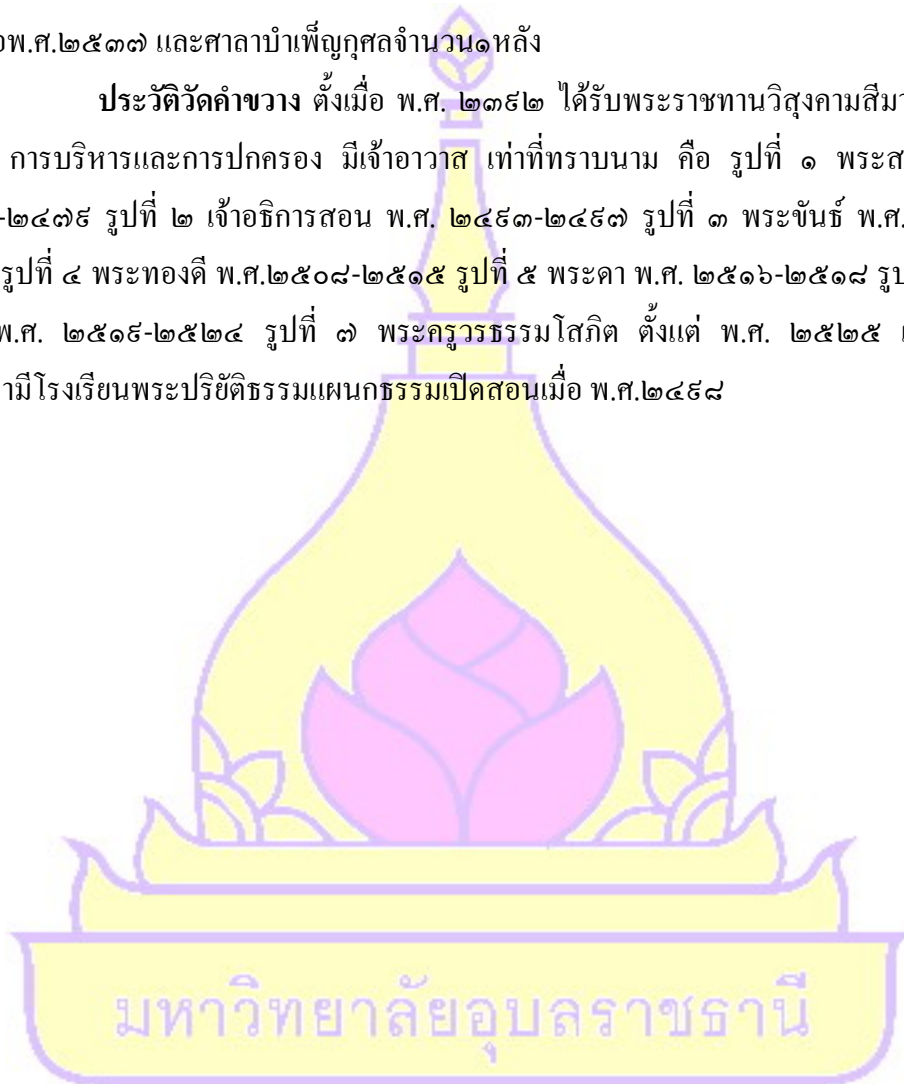 พ.ศ.๒๕๓๗ และศาลาบำเพ็ญกุศลจำนวน๑หลัง
ประวัติวัดคำขวาง ตั้งเมื่อ พ.ศ. ๒๓๙๒ ได้รับพระราชทานวิสุงคามสีมา
การบริหารและการปกครอง มีเจ้าอาวาส เท่าที่ทราบนาม คือ รูปที่ ๑ พระส
-๒๔๗๙ รูปที่ ๒ เจ้าอธิการสอน พ.ศ. ๒๔๙๓-๒๔๙๗ รูปที่ ๓ พระขันธ์ พ.ศ.
รูปที่ ๔ พระทองดี พ.ศ.๒๕๐๘-๒๕๑๕ รูปที่ ๕ พระดา พ.ศ. ๒๕๑๖-๒๕๑๘ รูป
พ.ศ. ๒๕๑๙-๒๕๒๔ รูปที่ ๗ พระครูวรธรรมโสภิต ตั้งแต่ พ.ศ. ๒๕๒๕
มีโรงเรียนพระปริยัติธรรมแผนกธรรมเปิดสอนเมื่อ พ.ศ.๒๔๙๘
มหาวิทยาลัยอุบลราชธานี